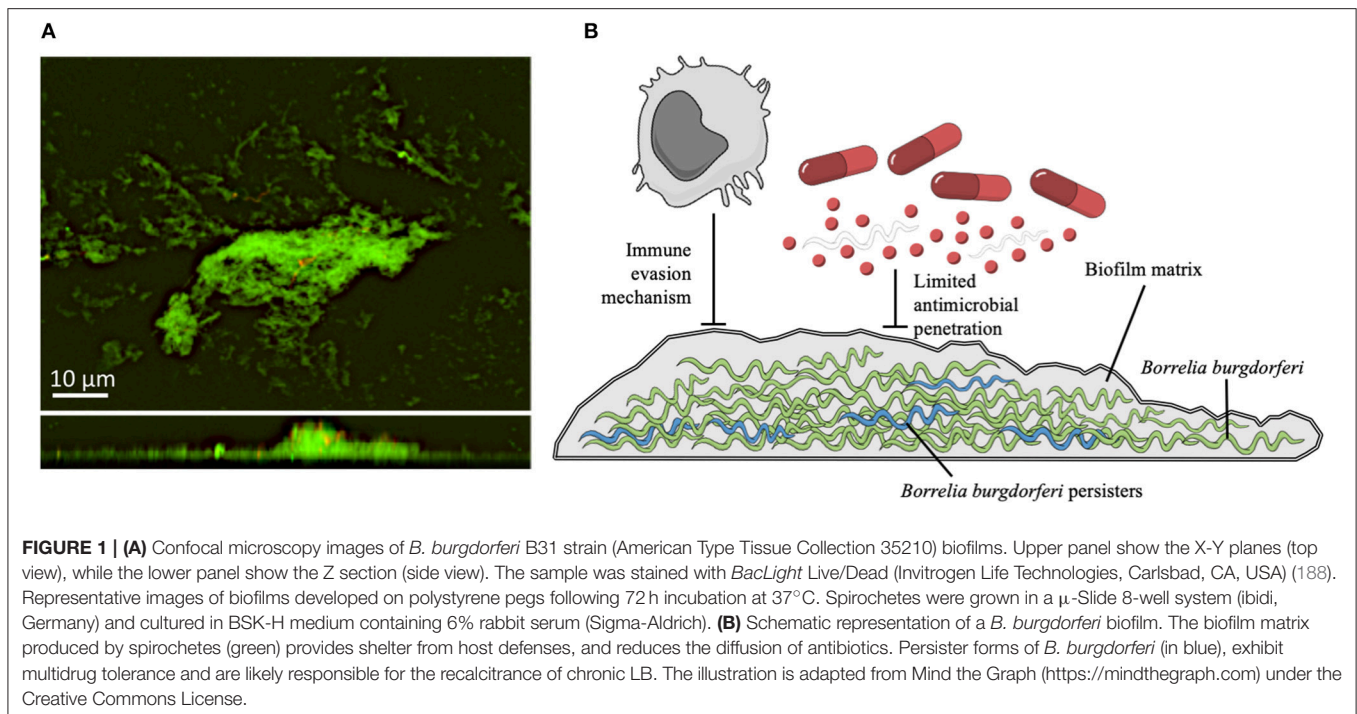 A
B
10 μm
Immune
evasion
mechanism
Limited
antimicrobial
penetration
Biofilm matrix
Borrelia burgdorferi
Borrelia burgdorferi persisters
FIGURE 1 | (A) Confocal microscopy images of B. burgdorferi B31 strain (American Type Tissue Collection 35210) biofilms. Upper panel show the X-Y planes (top
view), while the lower panel show the Z section (side view). The sample was stained with BacLight Live/Dead (Invitrogen Life Technologies, Carlsbad, CA, USA) (188).
Representative images of biofilms developed on polystyrene pegs following 72 h incubation at 37°C. Spirochetes were grown in a μ-Slide 8-well system (ibidi,
Germany) and cultured in BSK-H medium containing 6% rabbit serum (Sigma-Aldrich). (B) Schematic representation of a B. burgdorferi biofilm. The biofilm matrix
produced by spirochetes (green) provides shelter from host defenses, and reduces the diffusion of antibiotics. Persister forms of B. burgdorferi (in blue), exhibit
multidrug tolerance and are likely responsible for the recalcitrance of chronic LB. The illustration is adapted from Mind the Graph (https://mindthegraph.com) under the
Creative Commons License.